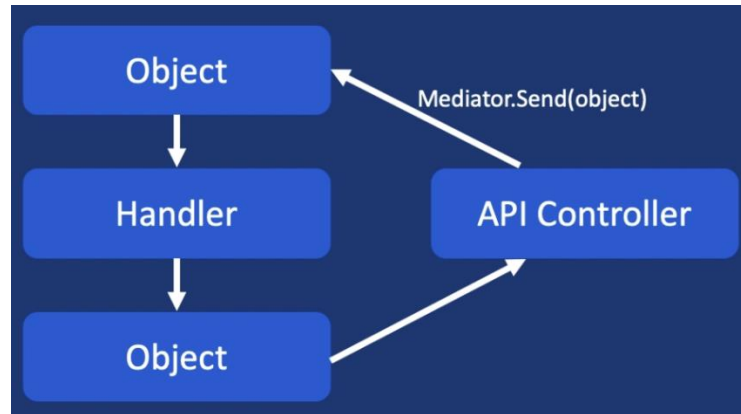 Object
Mediator.Send(object)
Handler
API Controller
Object